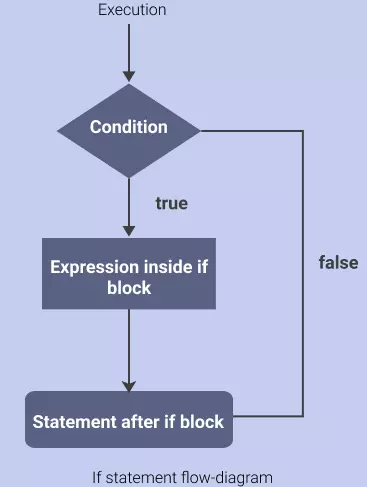 Execution
Condition
true
Expression inside if
block
false
Statement after if block
If statement flow-diagram